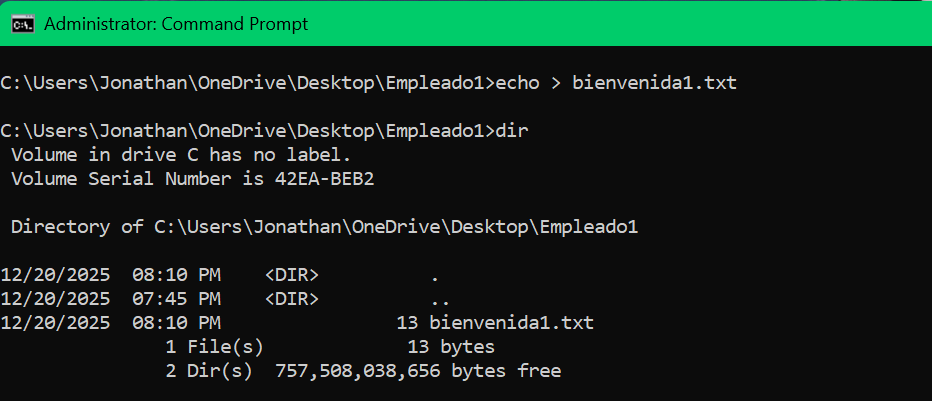 Administrator: Command Prompt
C:\Users\Jonathan\OneDrive\Desktop\Empleado1>echo > bienvenida1.txt
C:\Users\Jonathan\OneDrive\Desktop\Empleado1>dir
 Volume in drive C has no label.
 Volume Serial Number is 42EA-BEB2
 Directory of C:\Users\Jonathan\OneDrive\Desktop\Empleado1
12/20/2025  08:10 PM    <DIR>          .
12/20/2025  07:45 PM    <DIR>          ..
12/20/2025  08:10 PM                13 bienvenida1.txt
               1 File(s)             13 bytes
               2 Dir(s)  757,508,038,656 bytes free